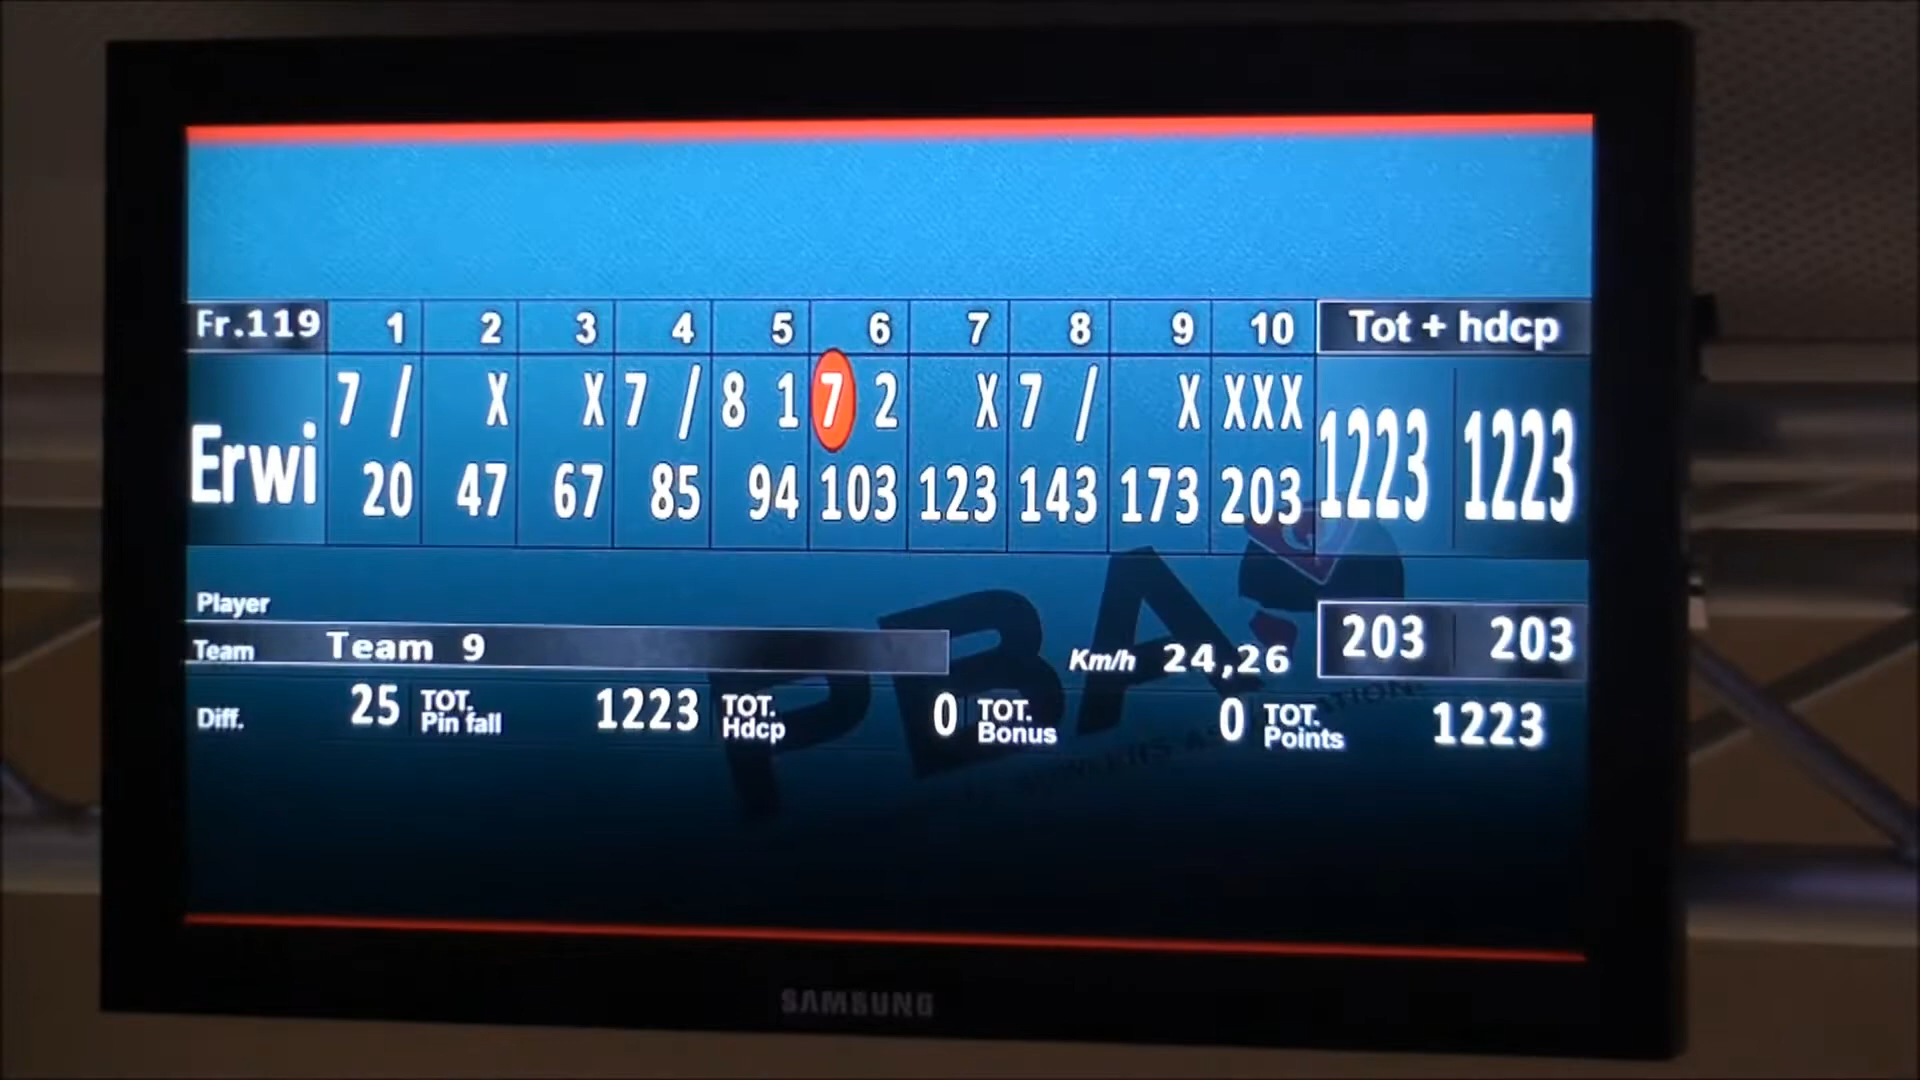 Fr.119 1 2 3 4 5 6 7 8 9 10 Tot + hdcp
7 / X X 7 / 8 1 7 2 X 7 / X XXX
Erwi 20 47 67 85 94 103 123 143 173 203 1223 1223
Player
Team Team 9 Km/h 24,26 203 203
Diff. 25 TOT. Pin fall 1223 TOT. Hdcp 0 TOT. Bonus 0 TOT. Points 1223
PBA
SAMSUNG